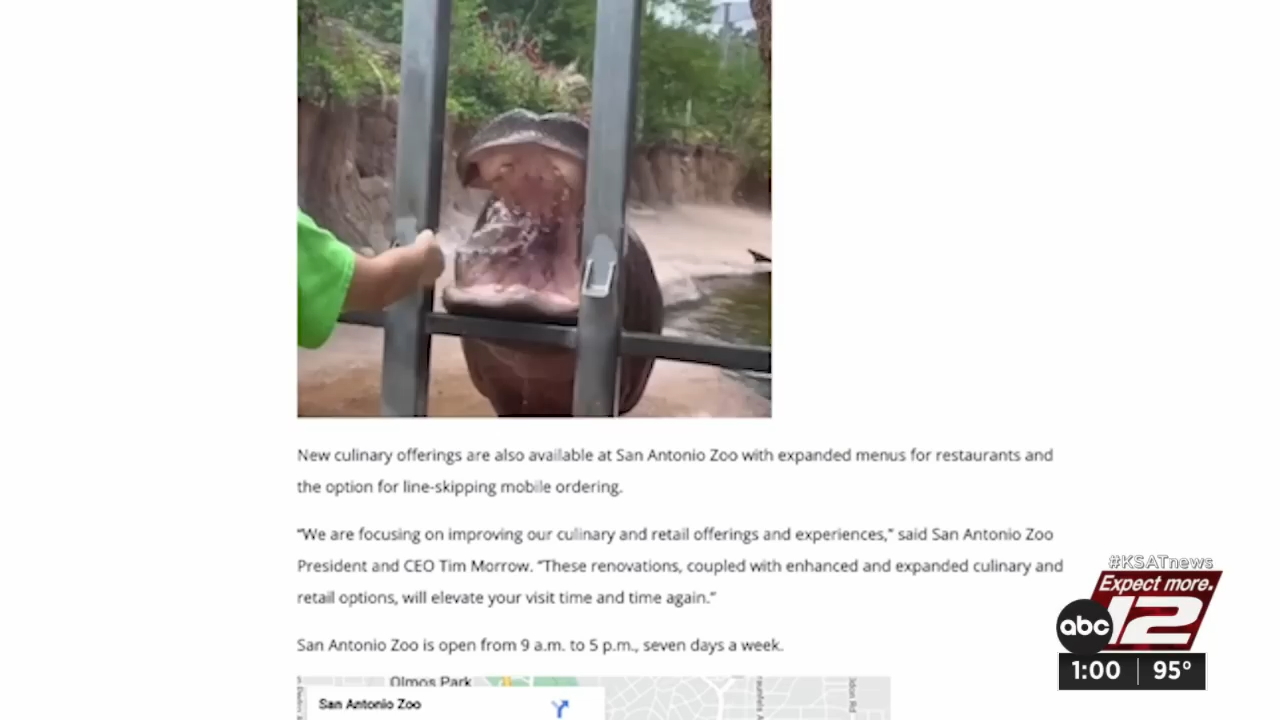 New culinary offerings are also available at San Antonio Zoo with expanded menus for restaurants and
the option for line-skipping mobile ordering.
“We are focusing on improving our culinary and retail offerings and experiences,” said San Antonio Zoo
President and CEO Tim Morrow. “These renovations, coupled with enhanced and expanded culinary and
retail options, will elevate your visit time and time again.”
San Antonio Zoo is open from 9 a.m. to 5 p.m., seven days a week.
Olmos Park
San Antonio Zoo
#KSATnews
Expect more.
abc 12
1:00 95°